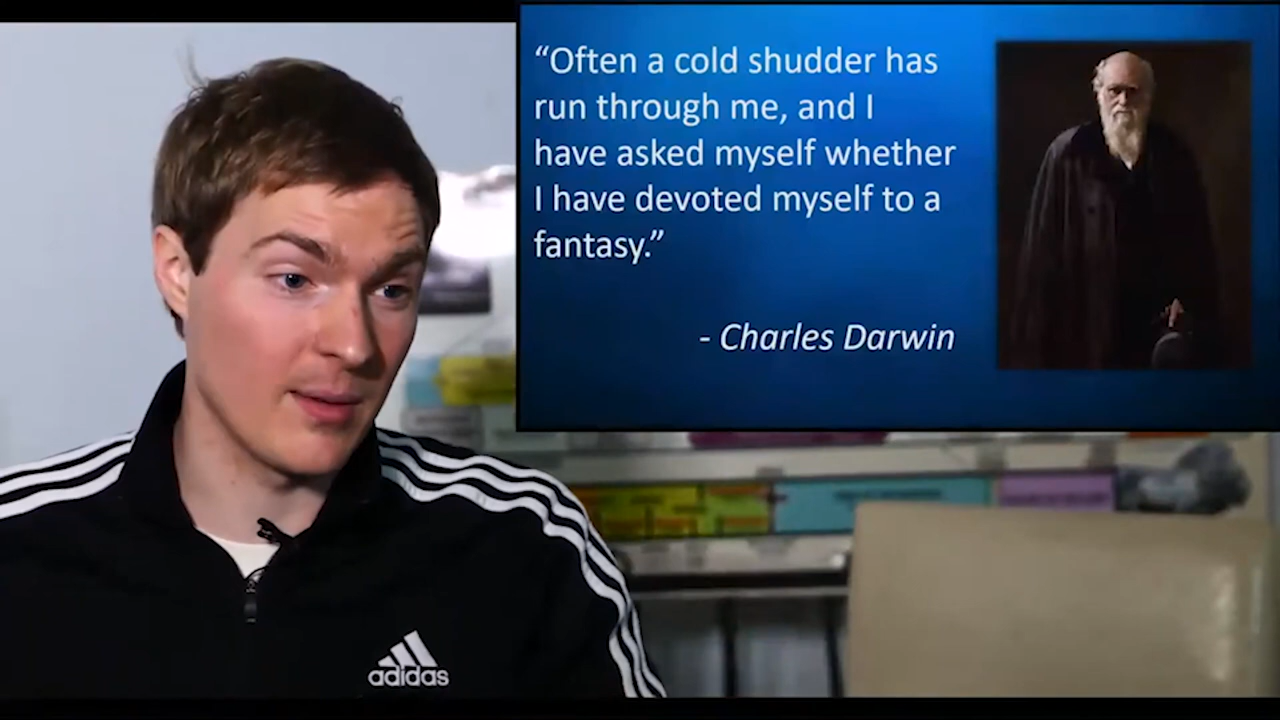 “Often a cold shudder has
run through me, and I
have asked myself whether
I have devoted myself to a
fantasy.”
- Charles Darwin
adidas